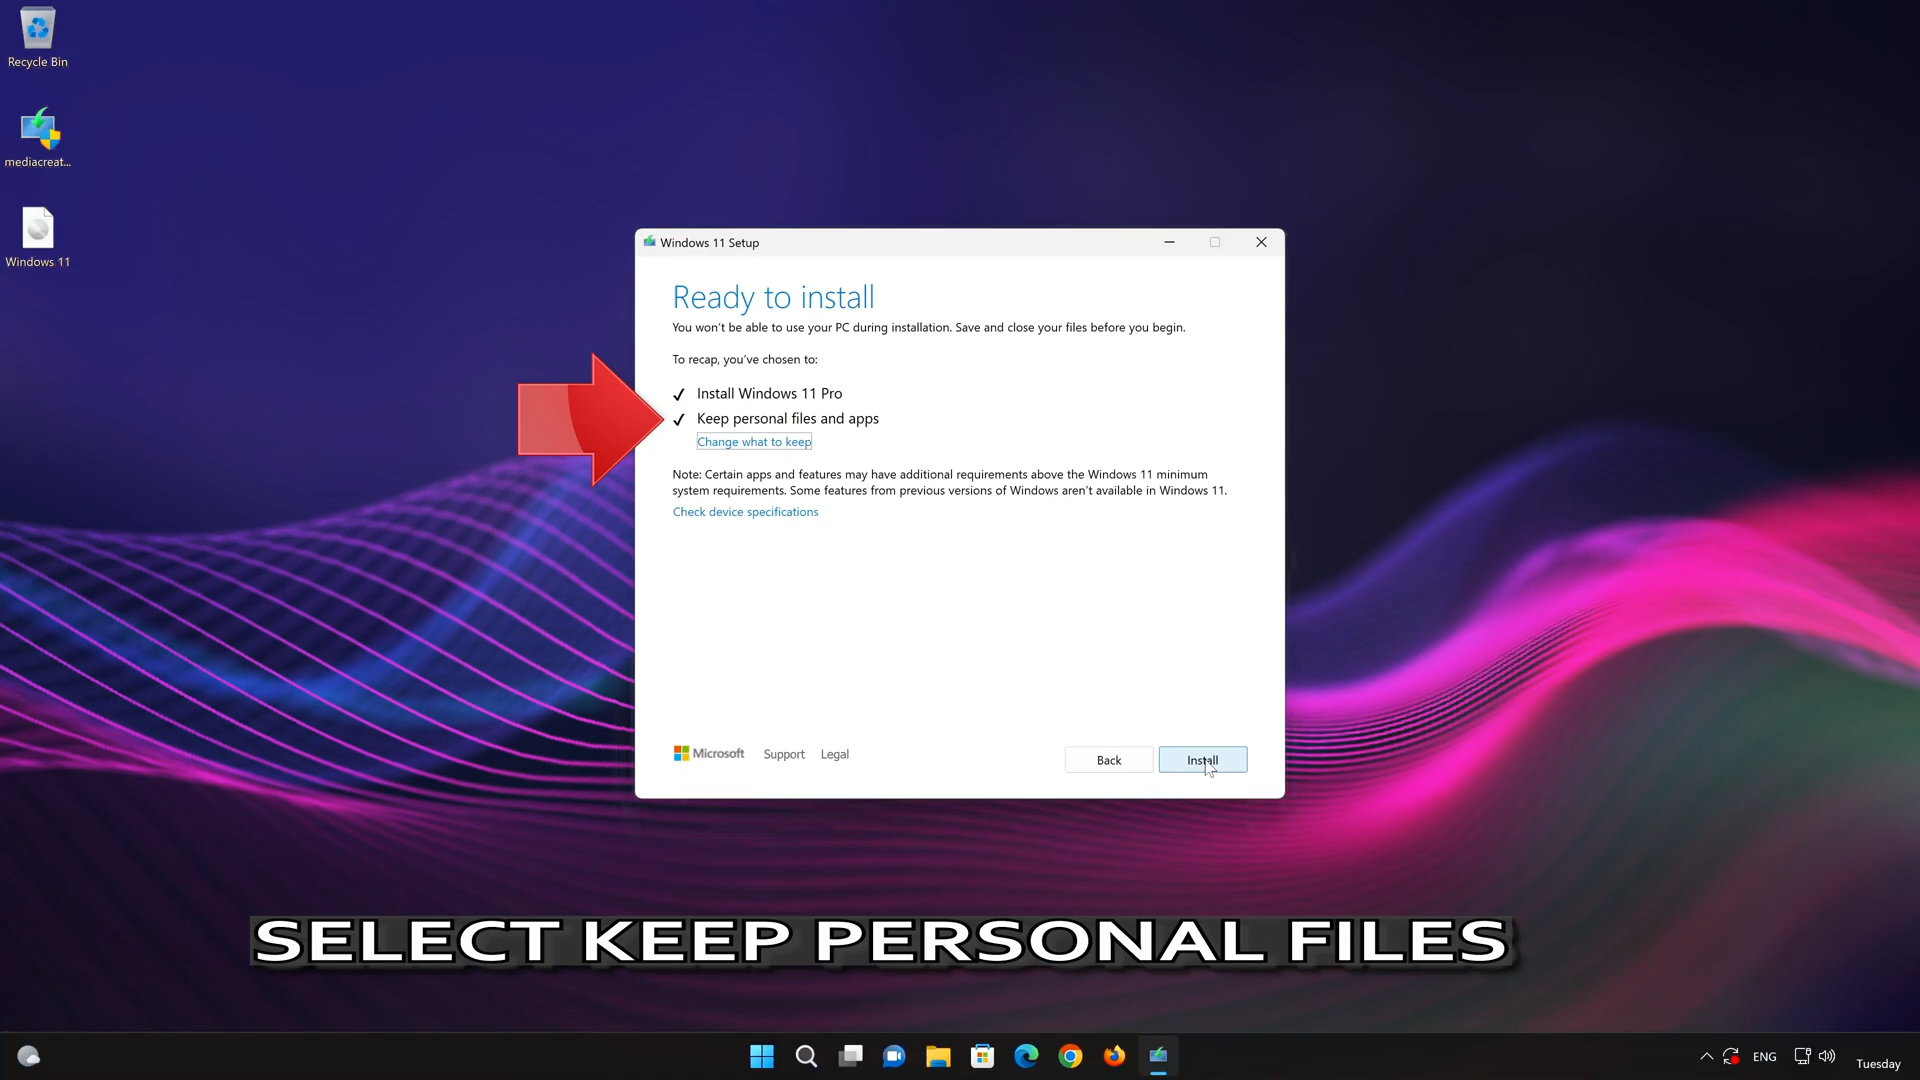 Recycle Bin
mediacreat...
Windows 11
Windows 11 Setup
Ready to install
You won't be able to use your PC during installation. Save and close your files before you begin.
To recap, you've chosen to:
Install Windows 11 Pro
Keep personal files and apps
Change what to keep
Note: Certain apps and features may have additional requirements above the Windows 11 minimum
system requirements. Some features from previous versions of Windows aren't available in Windows 11.
Check device specifications
Microsoft Support Legal
Back Install
SELECT KEEP PERSONAL FILES
ENG
Tuesday